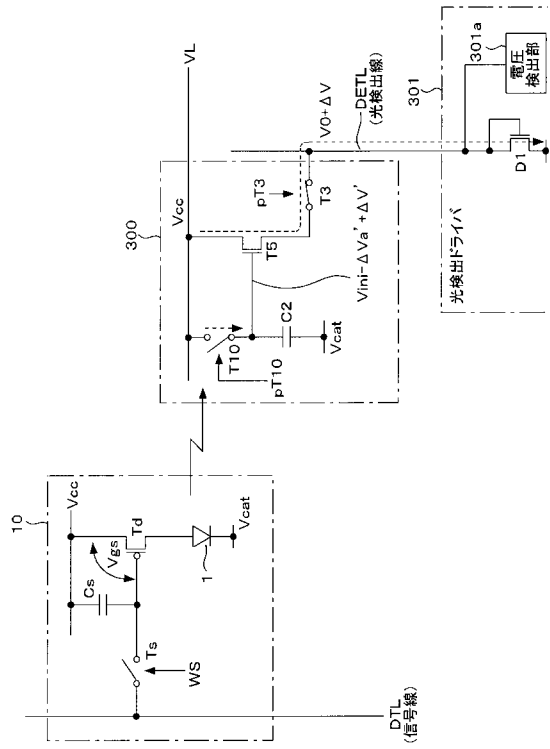 10
Vcc
Cs
Vgs
Td
Ts
WS
1
Vcat
DTL
(信号線)
300
Vcc
VL
T10
pT10
T5
C2
Vcat
Vini-ΔVa'+ΔV'
pT3
T3
V0+ΔV
DETL
(光検出線)
301
301a
電圧
検出部
D1
光検出ドライバ